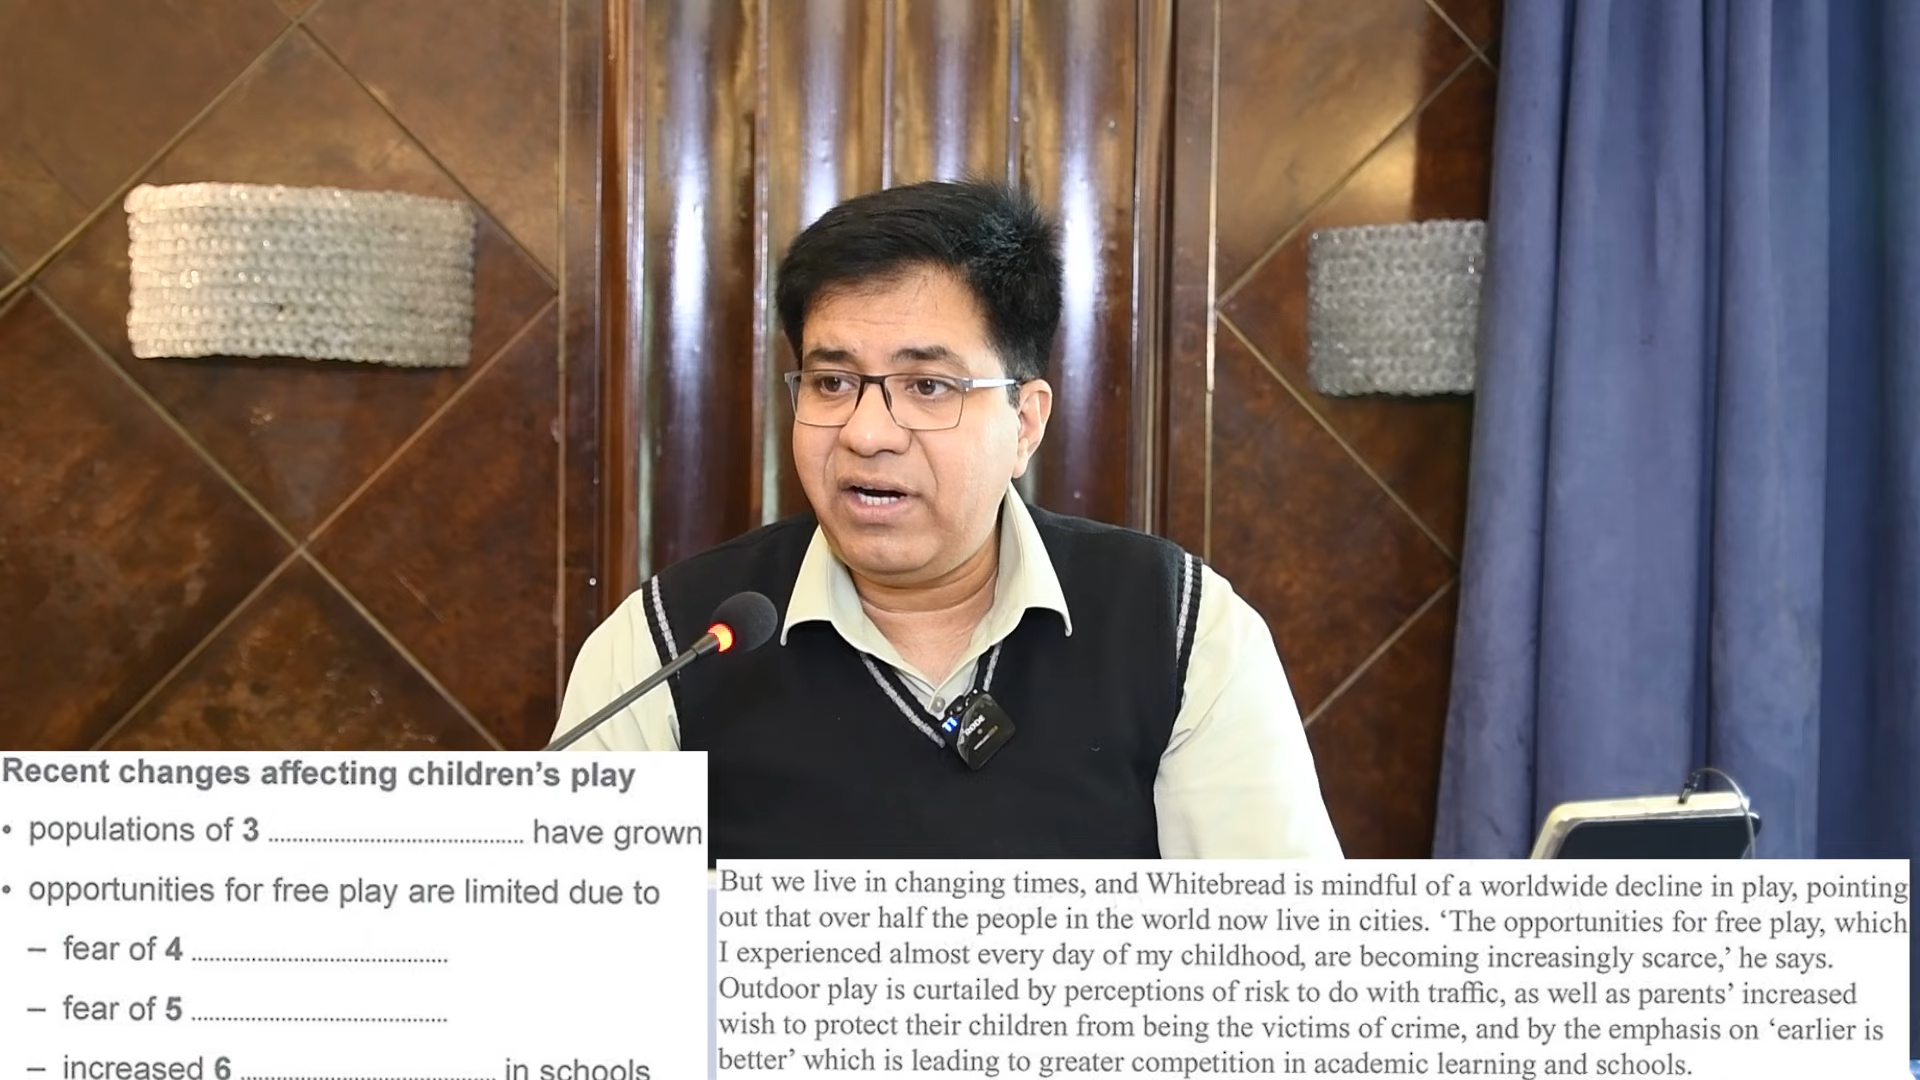 RODE
Recent changes affecting children’s play
• populations of 3 ................................ have grown
• opportunities for free play are limited due to
– fear of 4 ................................
– fear of 5 ................................
– increased 6 ................................ in schools
But we live in changing times, and Whitebread is mindful of a worldwide decline in play, pointing
out that over half the people in the world now live in cities. ‘The opportunities for free play, which
I experienced almost every day of my childhood, are becoming increasingly scarce,’ he says.
Outdoor play is curtailed by perceptions of risk to do with traffic, as well as parents’ increased
wish to protect their children from being the victims of crime, and by the emphasis on ‘earlier is
better’ which is leading to greater competition in academic learning and schools.